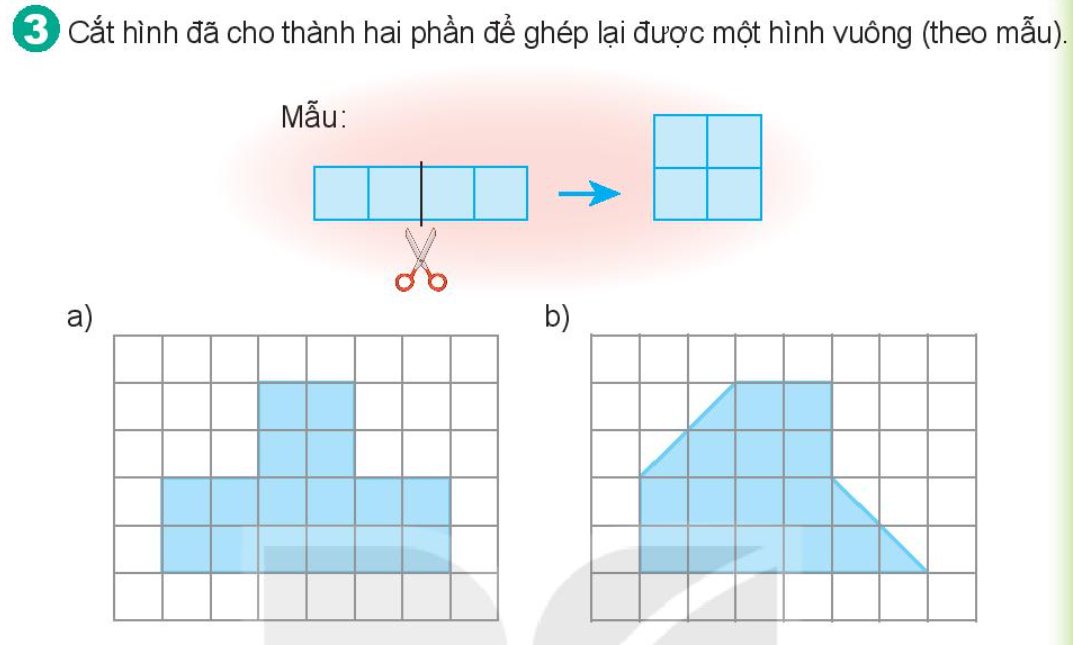 3 Cắt hình đã cho thành hai phần để ghép lại được một hình vuông (theo mẫu).
Mẫu:
a) b)